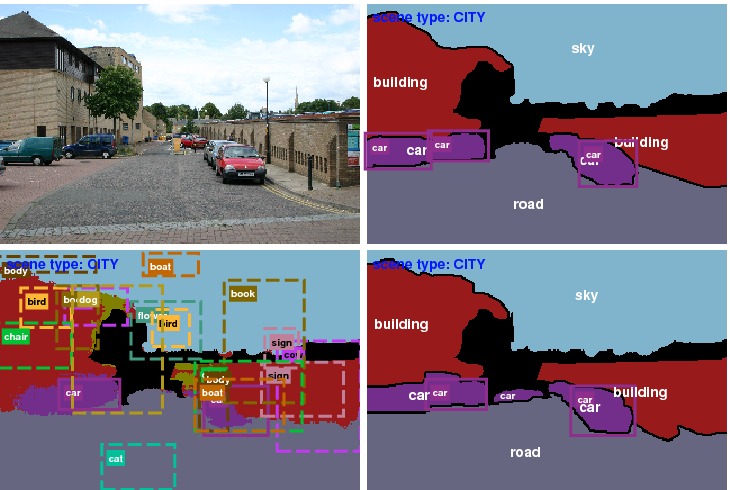 scene type: CITY
sky
building
car
car
car
building
car
car
road
scene type: CITY
body
boat
book
bird
flower
bird
chair
sign
cow
sign
body
boat
car
car
cat
scene type: CITY
sky
building
building
car
car
car
car
car
road